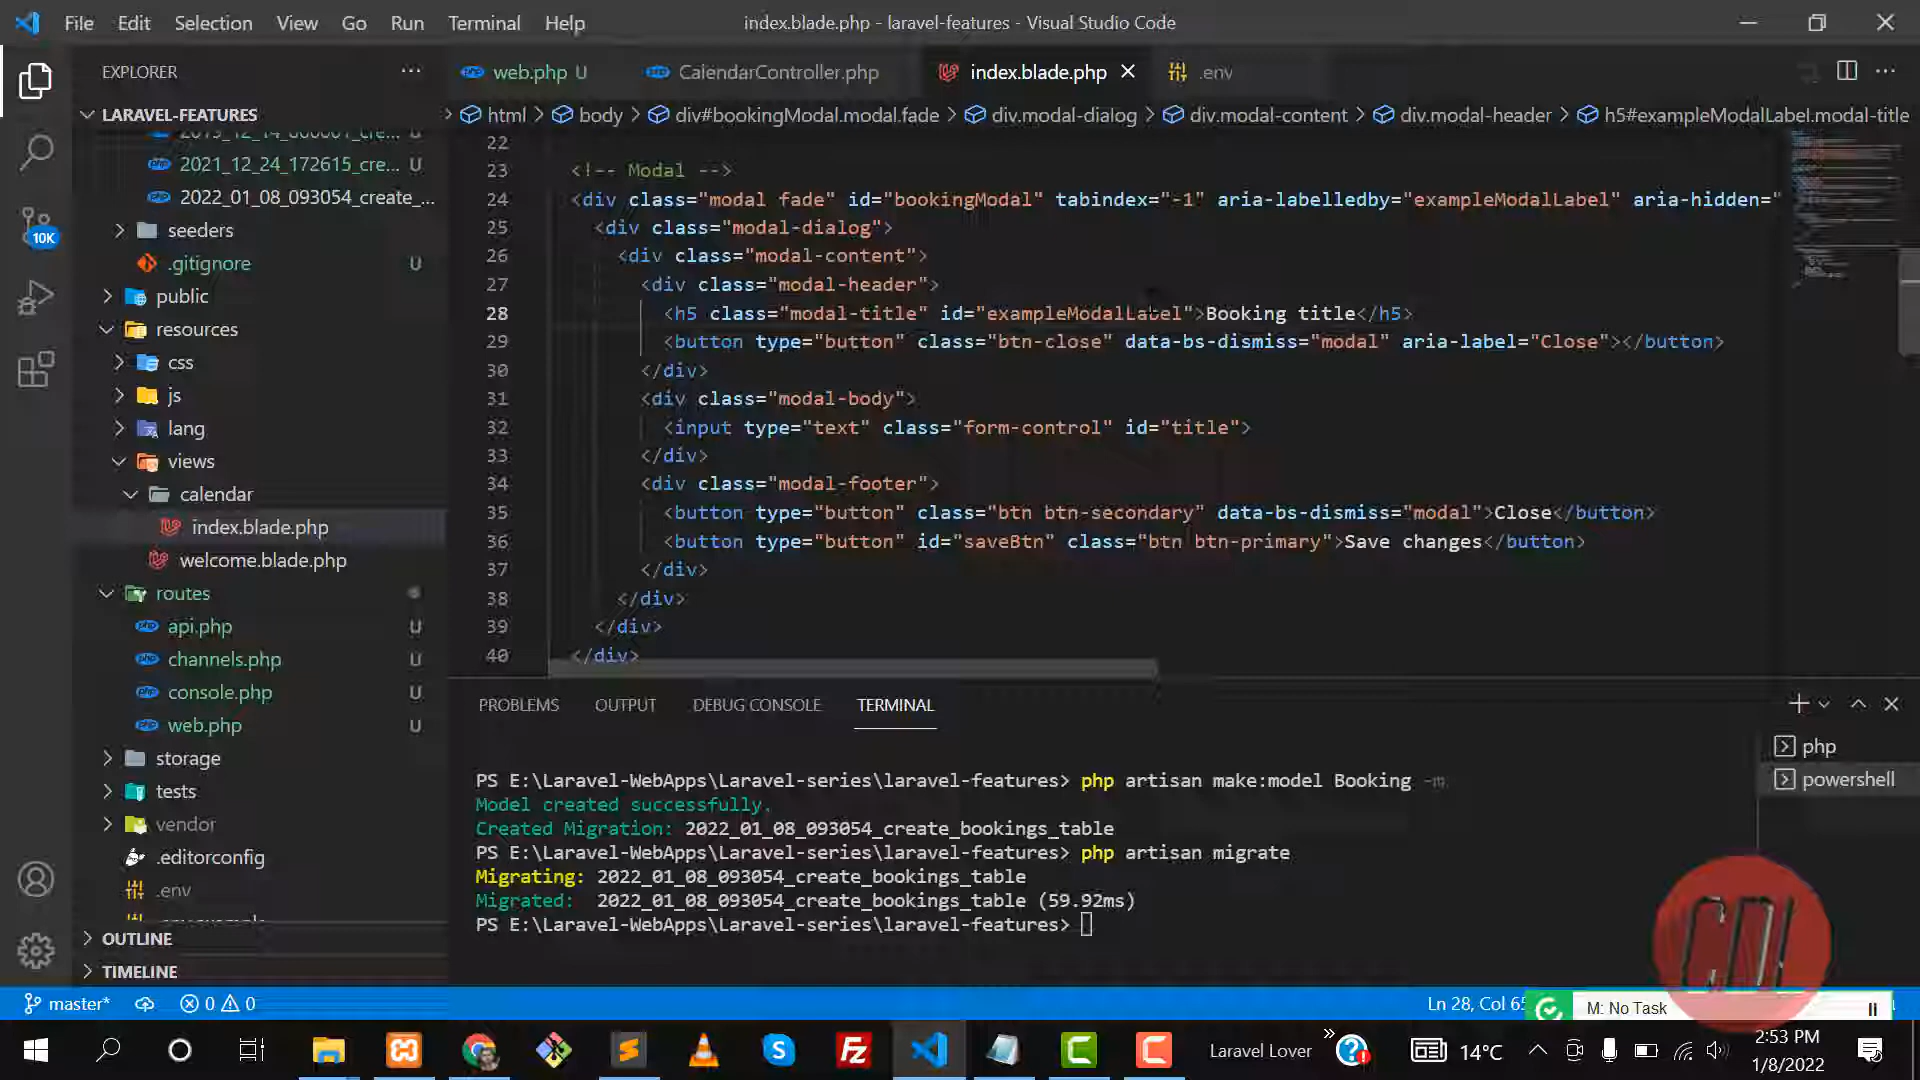 File Edit Selection View Go Run Terminal Help
index.blade.php - laravel-features - Visual Studio Code
EXPLORER
web.php U
CalendarController.php
index.blade.php
.env
html > body > div#bookingModal.modal.fade > div.modal-dialog > div.modal-content > div.modal-header > h5#exampleModalLabel.modal-title
LARAVEL-FEATURES
2021_12_24_172615_cre... U
2022_01_08_093054_create_...
seeders
.gitignore U
public
resources
css
js
lang
views
calendar
index.blade.php
welcome.blade.php
routes
api.php U
channels.php U
console.php U
web.php U
storage
tests
vendor
.editorconfig
.env
OUTLINE
TIMELINE
10K
22
23 <!-- Modal -->
24 <div class="modal fade" id="bookingModal" tabindex="-1" aria-labelledby="exampleModalLabel" aria-hidden="
25 <div class="modal-dialog">
26 <div class="modal-content">
27 <div class="modal-header">
28 <h5 class="modal-title" id="exampleModalLabel">Booking title</h5>
29 <button type="button" class="btn-close" data-bs-dismiss="modal" aria-label="Close"></button>
30 </div>
31 <div class="modal-body">
32 <input type="text" class="form-control" id="title">
33 </div>
34 <div class="modal-footer">
35 <button type="button" class="btn btn-secondary" data-bs-dismiss="modal">Close</button>
36 <button type="button" id="saveBtn" class="btn btn-primary">Save changes</button>
37 </div>
38 </div>
39 </div>
40 </div>
PROBLEMS OUTPUT DEBUG CONSOLE TERMINAL
PS E:\Laravel-WebApps\Laravel-series\laravel-features> php artisan make:model Booking -m
Model created successfully.
Created Migration: 2022_01_08_093054_create_bookings_table
PS E:\Laravel-WebApps\Laravel-series\laravel-features> php artisan migrate
Migrating: 2022_01_08_093054_create_bookings_table
Migrated: 2022_01_08_093054_create_bookings_table (59.92ms)
PS E:\Laravel-WebApps\Laravel-series\laravel-features>
php
powershell
master* 0 0
Ln 28, Col 65
M: No Task
Laravel Lover
14°C
2:53 PM
1/8/2022